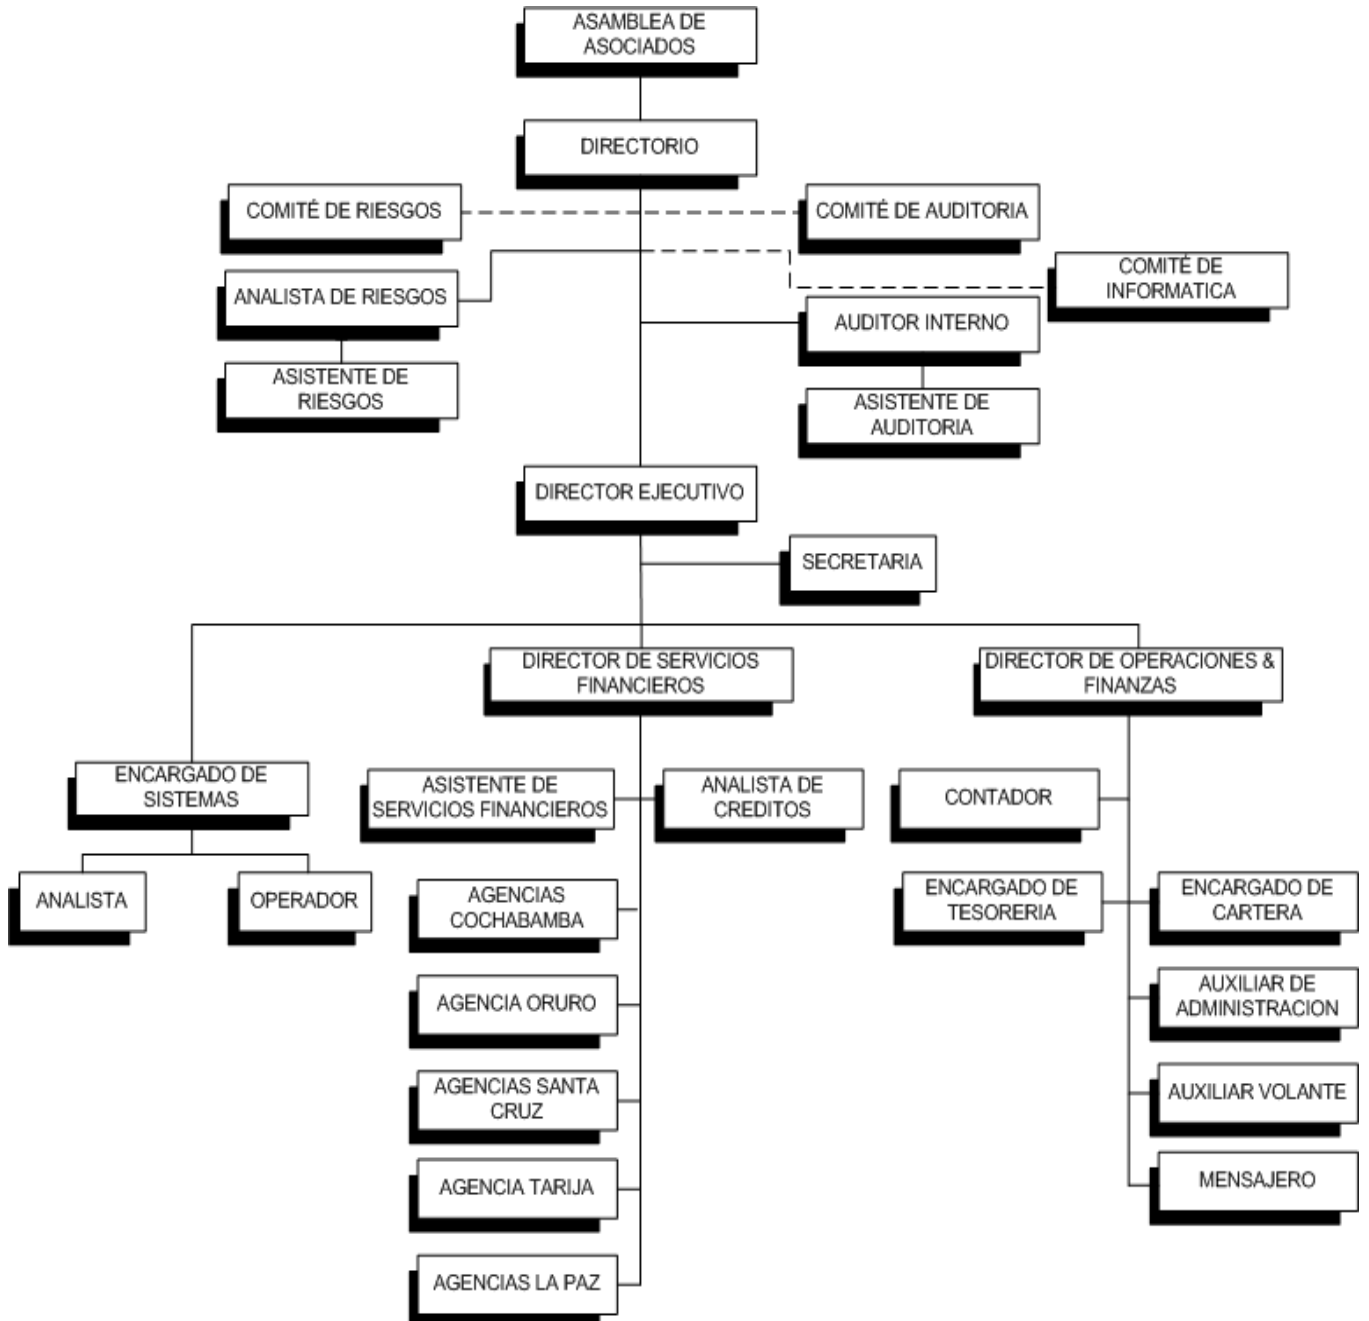 ASAMBLEA DE
ASOCIADOS
DIRECTORIO
COMITÉ DE RIESGOS
COMITÉ DE AUDITORIA
COMITÉ DE
INFORMATICA
ANALISTA DE RIESGOS
AUDITOR INTERNO
ASISTENTE DE
RIESGOS
ASISTENTE DE
AUDITORIA
DIRECTOR EJECUTIVO
SECRETARIA
DIRECTOR DE SERVICIOS
FINANCIEROS
DIRECTOR DE OPERACIONES &
FINANZAS
ENCARGADO DE
SISTEMAS
ASISTENTE DE
SERVICIOS FINANCIEROS
ANALISTA DE
CREDITOS
CONTADOR
ANALISTA
OPERADOR
AGENCIAS
COCHABAMBA
ENCARGADO DE
TESORERIA
ENCARGADO DE
CARTERA
AGENCIA ORURO
AUXILIAR DE
ADMINISTRACION
AGENCIAS SANTA
CRUZ
AUXILIAR VOLANTE
AGENCIA TARIJA
MENSAJERO
AGENCIAS LA PAZ